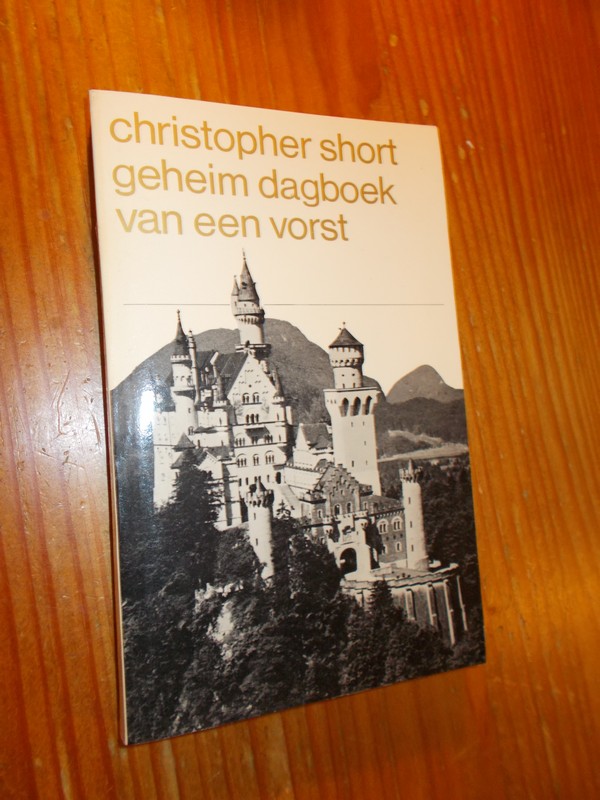 christopher short
geheim dagboek
van een vorst